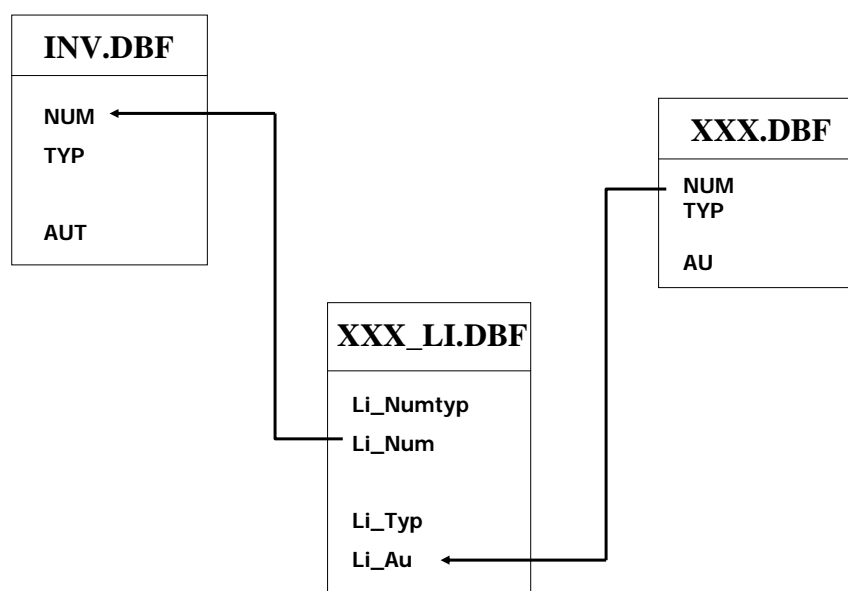 INV.DBF
NUM
TYP
AUT
XXX.DBF
NUM
TYP
AU
XXX_LI.DBF
Li_Numtyp
Li_Num
Li_Typ
Li_Au